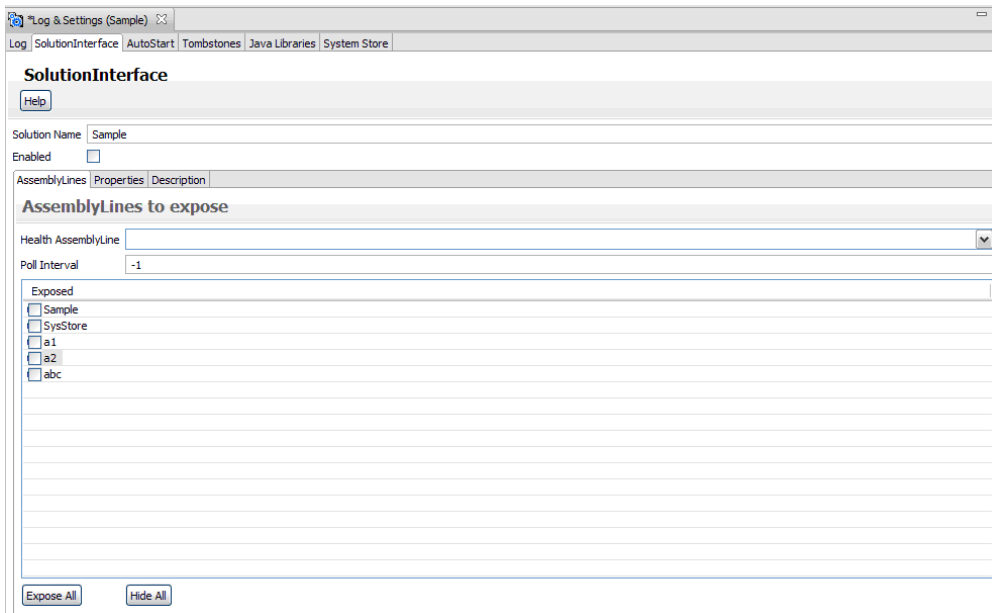 *Log & Settings (Sample)
Log SolutionInterface AutoStart Tombstones Java Libraries System Store
SolutionInterface
Help
Solution Name Sample
Enabled
AssemblyLines Properties Description
AssemblyLines to expose
Health AssemblyLine
Poll Interval -1
Exposed
Sample
SysStore
a1
a2
abc
Expose All Hide All